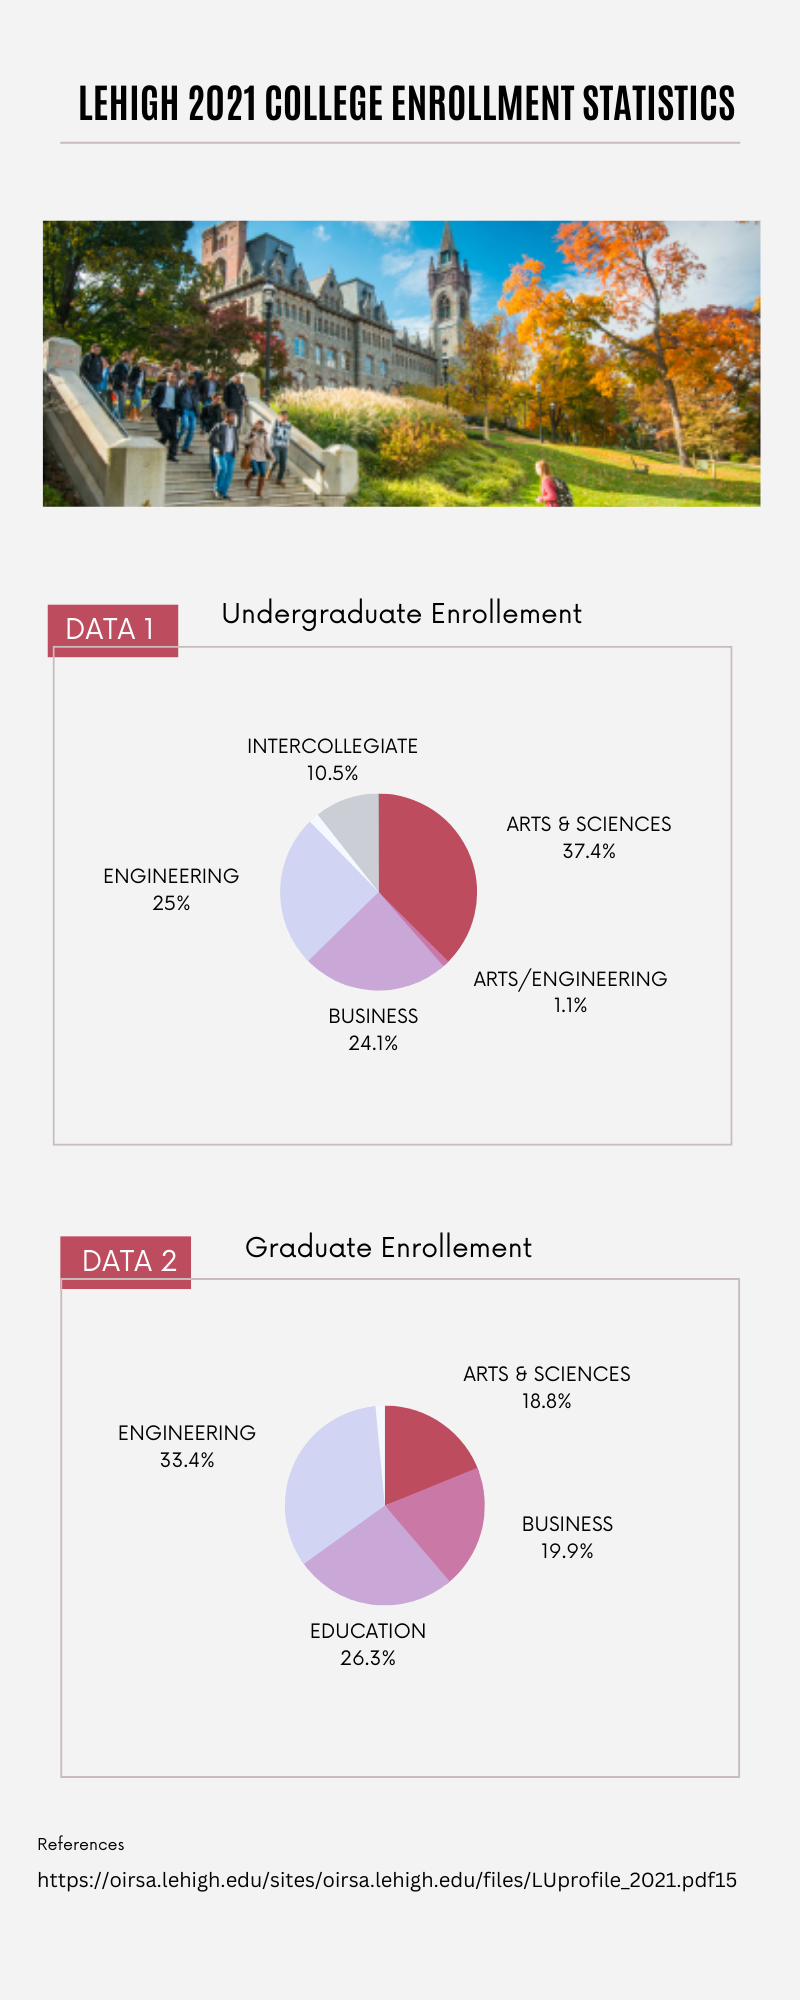 LEHIGH 2021 COLLEGE ENROLLMENT STATISTICS
DATA 1
Undergraduate Enrollement
INTERCOLLEGIATE
10.5%
ARTS & SCIENCES
37.4%
ENGINEERING
25%
ARTS/ENGINEERING
1.1%
BUSINESS
24.1%
DATA 2
Graduate Enrollement
ARTS & SCIENCES
18.8%
ENGINEERING
33.4%
BUSINESS
19.9%
EDUCATION
26.3%
References
https://oirsa.lehigh.edu/sites/oirsa.lehigh.edu/files/LUprofile_2021.pdf15